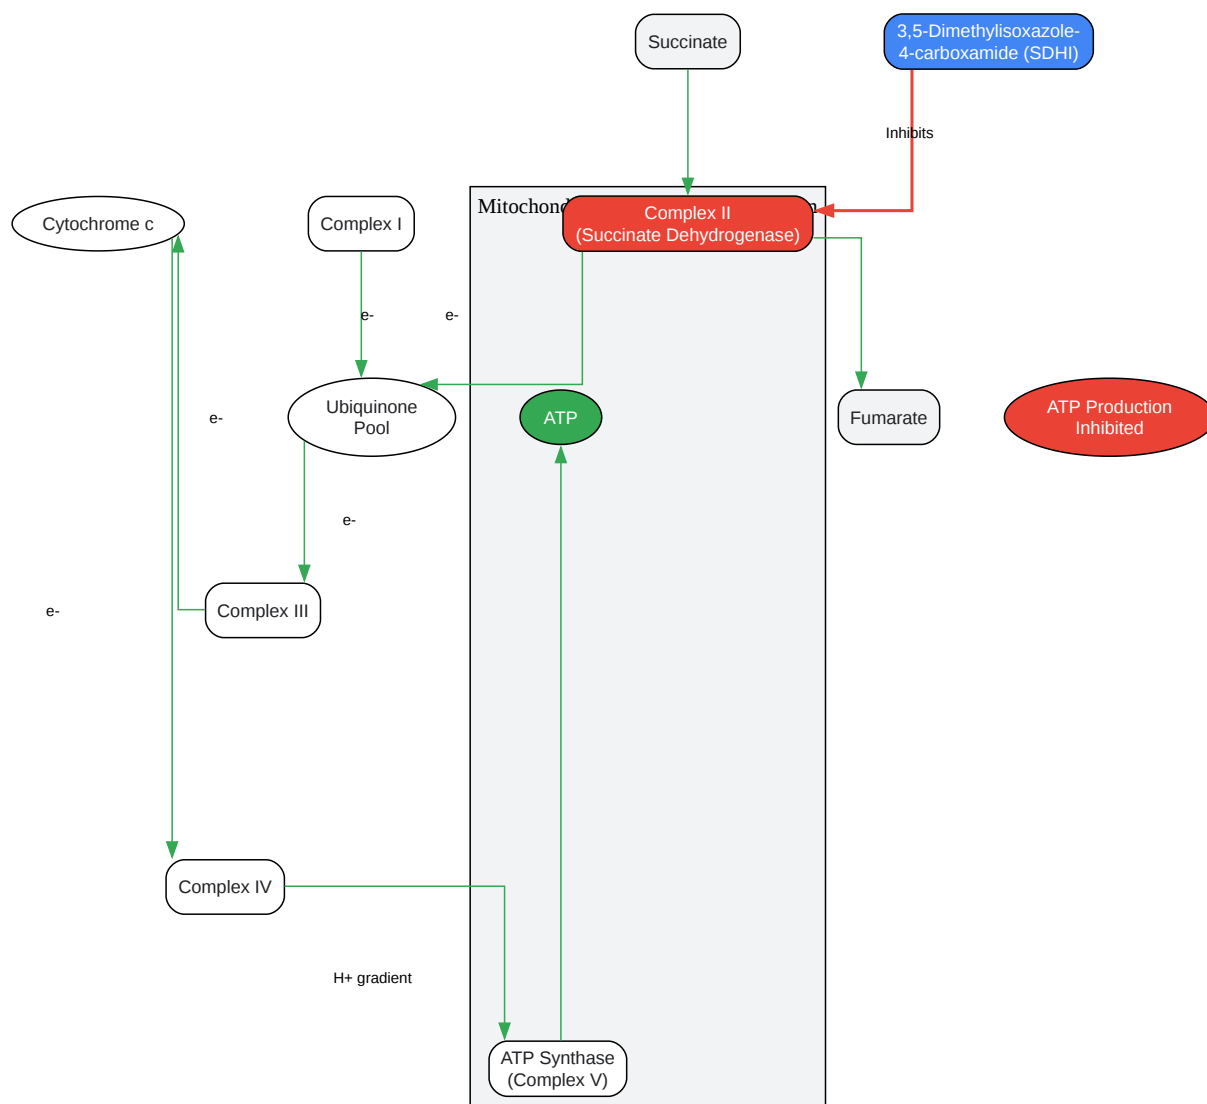 Succinate
3,5-Dimethylisoxazole-
4-carboxamide (SDHI)
Inhibits
Cytochrome c
Complex I
Complex II
(Succinate Dehydrogenase)
e-
e-
Ubiquinone
Pool
ATP
Fumarate
ATP Production
Inhibited
e-
e-
Complex III
e-
Complex IV
H+ gradient
ATP Synthase
(Complex V)